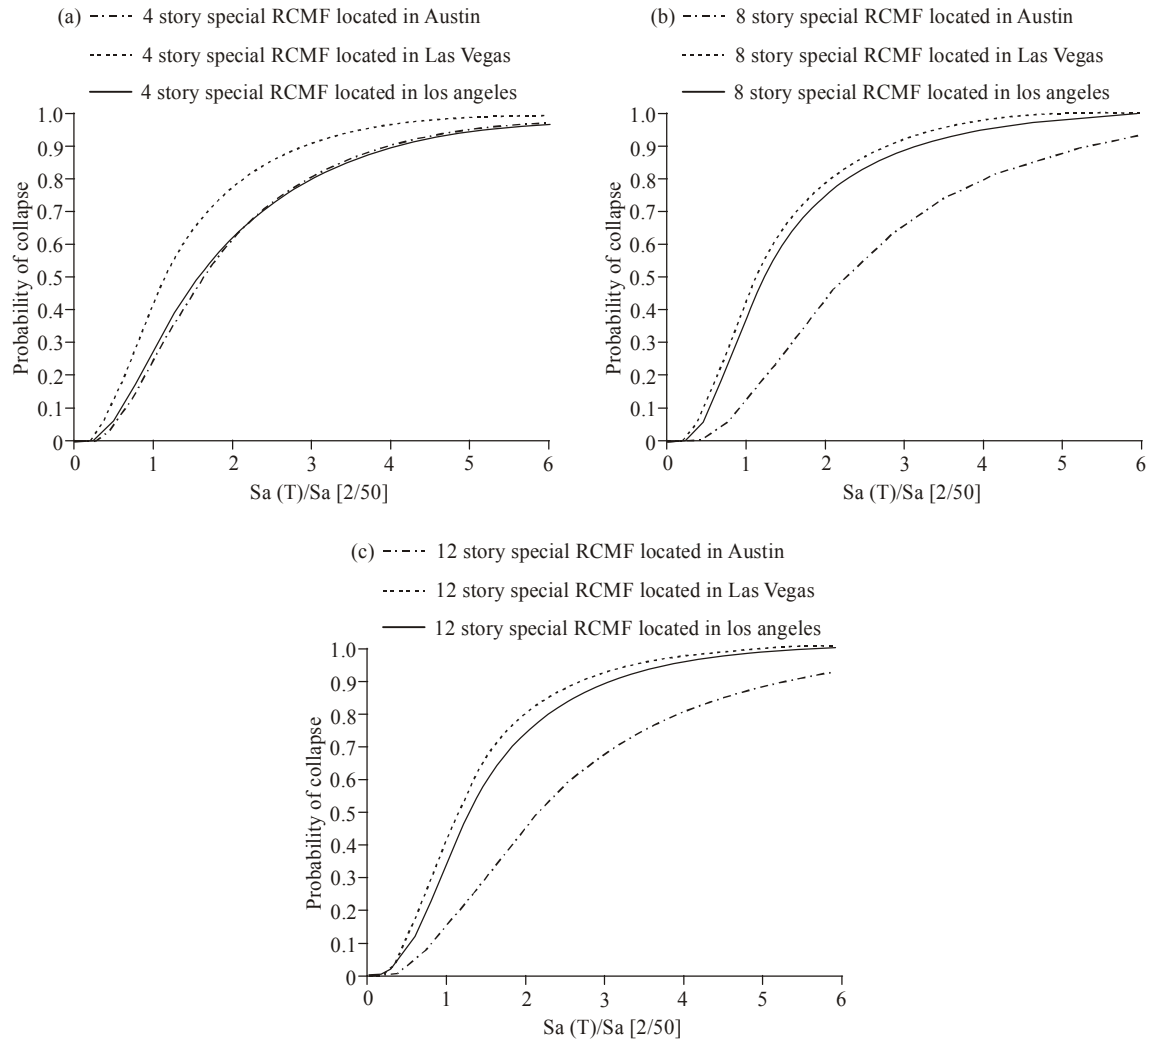 (a) 4 story special RCMF located in Austin
4 story special RCMF located in Las Vegas
4 story special RCMF located in los angeles
Probability of collapse
1.0
0.9
0.8
0.7
0.6
0.5
0.4
0.3
0.2
0.1
0
0 1 2 3 4 5 6
Sa (T)/Sa [2/50]
(b) 8 story special RCMF located in Austin
8 story special RCMF located in Las Vegas
8 story special RCMF located in los angeles
Probability of collapse
1.0
0.9
0.8
0.7
0.6
0.5
0.4
0.3
0.2
0.1
0
0 1 2 3 4 5 6
Sa (T)/Sa [2/50]
(c) 12 story special RCMF located in Austin
12 story special RCMF located in Las Vegas
12 story special RCMF located in los angeles
Probability of collapse
1.0
0.9
0.8
0.7
0.6
0.5
0.4
0.3
0.2
0.1
0
0 1 2 3 4 5 6
Sa (T)/Sa [2/50]